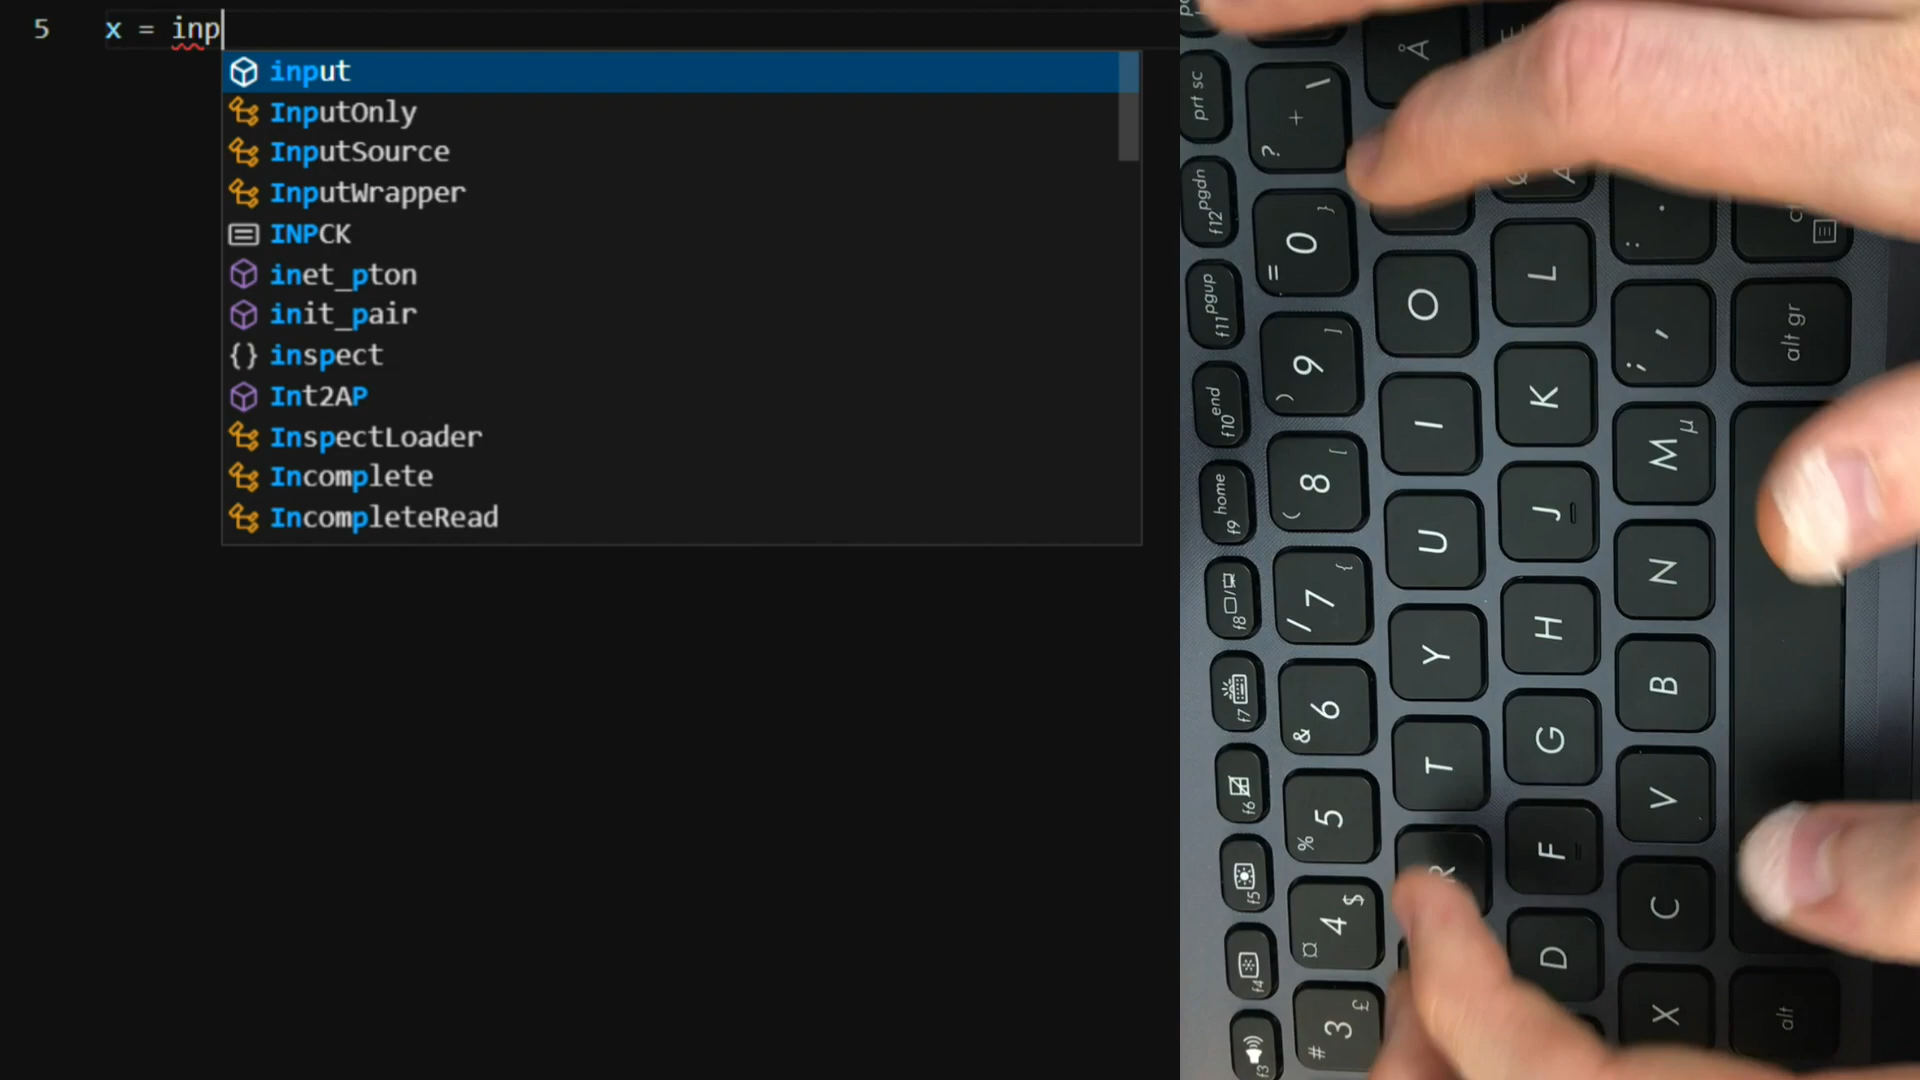 5 x = inp
input
InputOnly
InputSource
InputWrapper
INPCK
inet_pton
init_pair
inspect
Int2AP
InspectLoader
Incomplete
IncompleteRead
prt sc
f12 pgdn
f11 pgup
f10 end
f9 home
f8
f7
f6
f5
f4
f3
? + \
= 0 }
) 9 ]
( 8 [
/ 7 {
& 6
% 5
¤ 4 $
# 3 £
Å
O
I
U
Y
T
R
L
K
J
H
G
F
D
: .
; ,
M µ
N
B
V
C
X
alt gr
alt